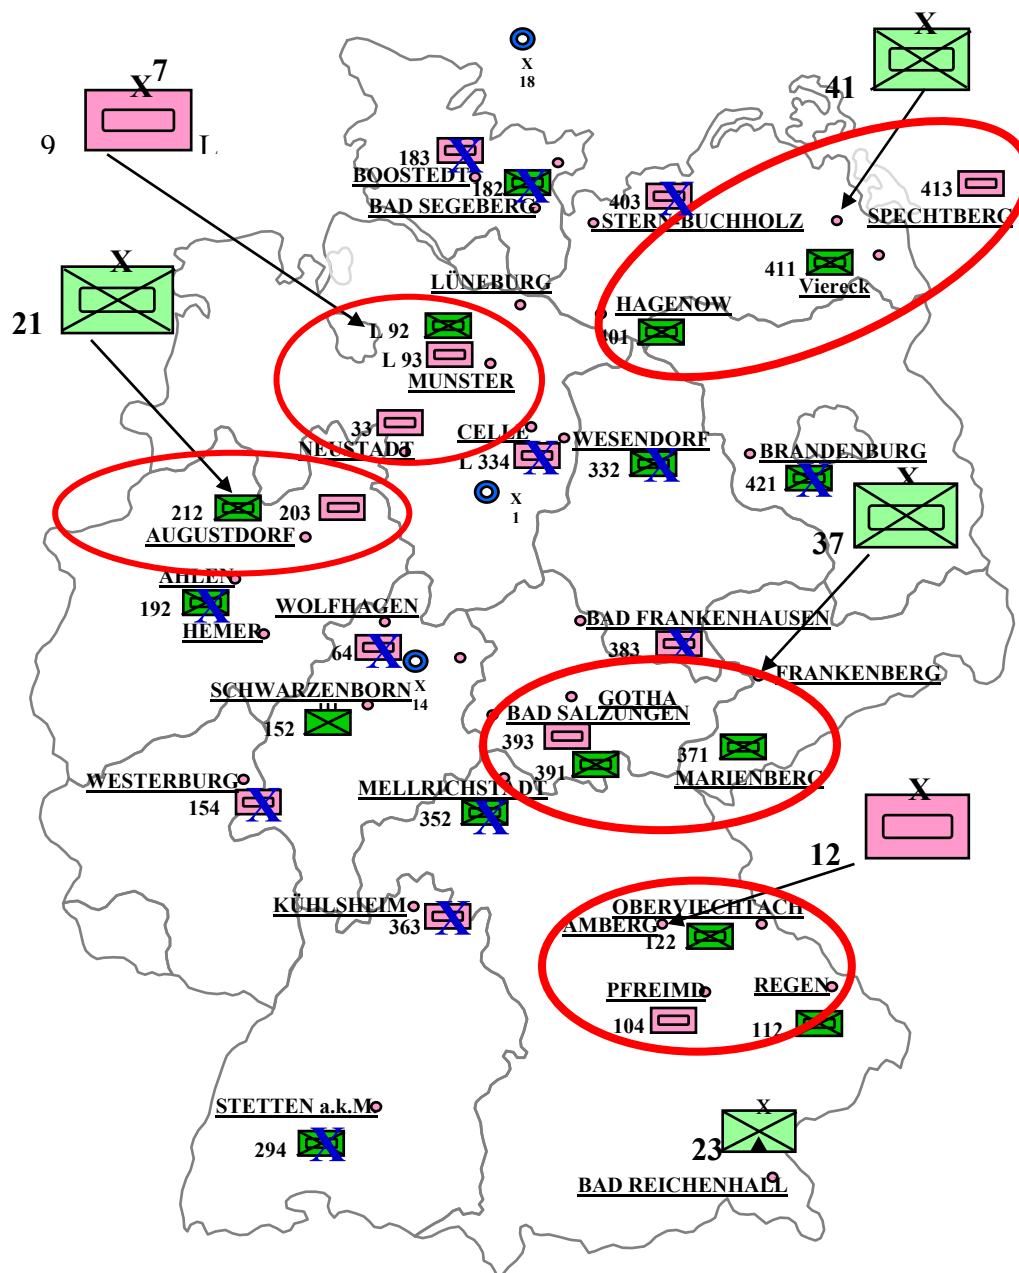 X
41
X
18
X 7
9 L
183
BOOSTEDT
182
BAD SEGEBERG
403
STERN-BUCHHOLZ
413
SPECHTBERG
411
Viereck
X
21
LÜNEBURG
HAGENOW
401
L 92
L 93
MUNSTER
33
NEUSTADT
CELLE
L 334
WESENDORF
332
BRANDENBURG
421
X
37
X
1
212
203
AUGUSTDORF
AHLEN
192
HEMER
WOLFHAGEN
64
X
14
BAD FRANKENHAUSEN
383
FRANKENBERG
SCHWARZENBORN
152
GOTHA
BAD SALZUNGEN
393
391
371
MARIENBERG
WESTERBURG
154
MELLRICHSTADT
352
X
12
KÜHLSHEIM
363
OBERVIECHTACH
AMBERG
122
PFREIMD
104
REGEN
112
STETTEN a.k.M
294
X
23
BAD REICHENHALL